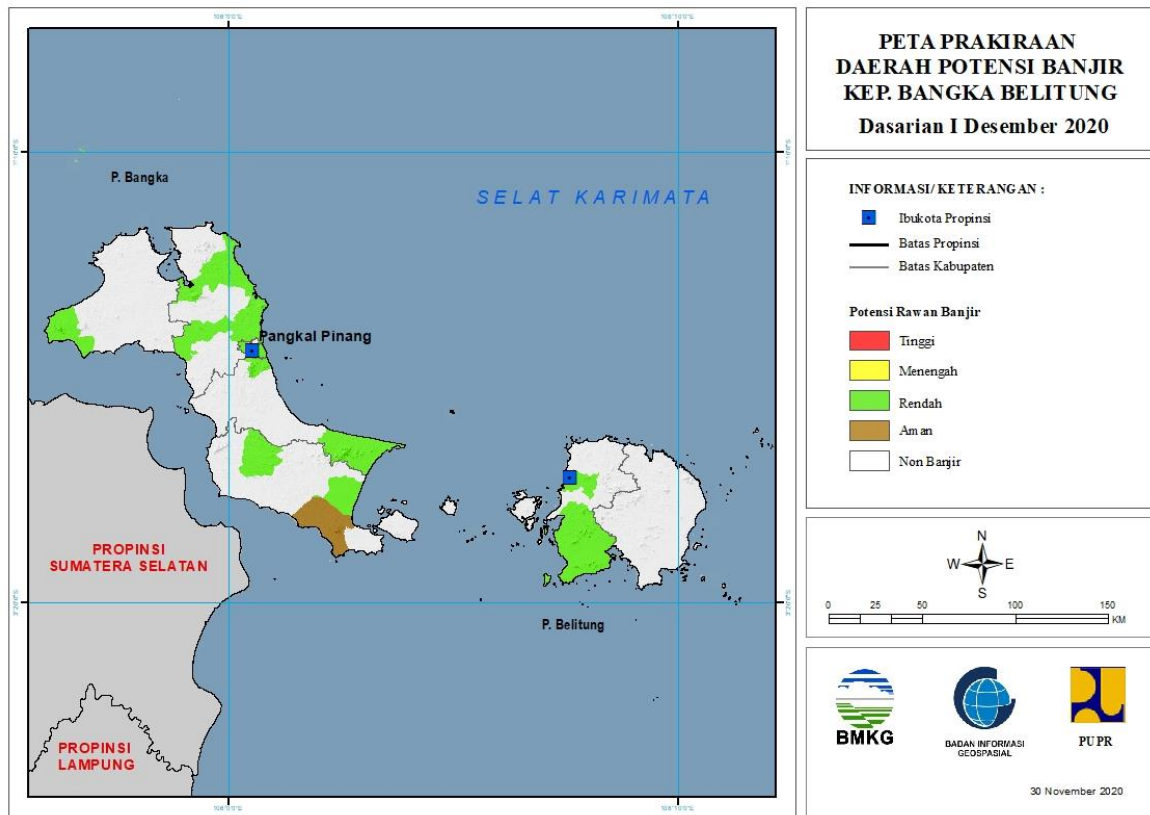 PETA PRAKIRAAN
DAERAH POTENSI BANJIR
KEP. BANGKA BELITUNG
Dasarian I Desember 2020
P. Bangka
SELAT KARIMATA
Pangkal Pinang
PROPINSI
SUMATERA SELATAN
P. Belitung
PROPINSI
LAMPUNG
INFORMASI/ KETERANGAN :
Ibukota Propinsi
Batas Propinsi
Batas Kabupaten
Potensi Rawan Banjir
Tinggi
Menengah
Rendah
Aman
Non Banjir
N
W E
S
0 25 50 100 150
KM
BMKG
BADAN INFORMASI
GEOSPASIAL
PUPR
30 November 2020